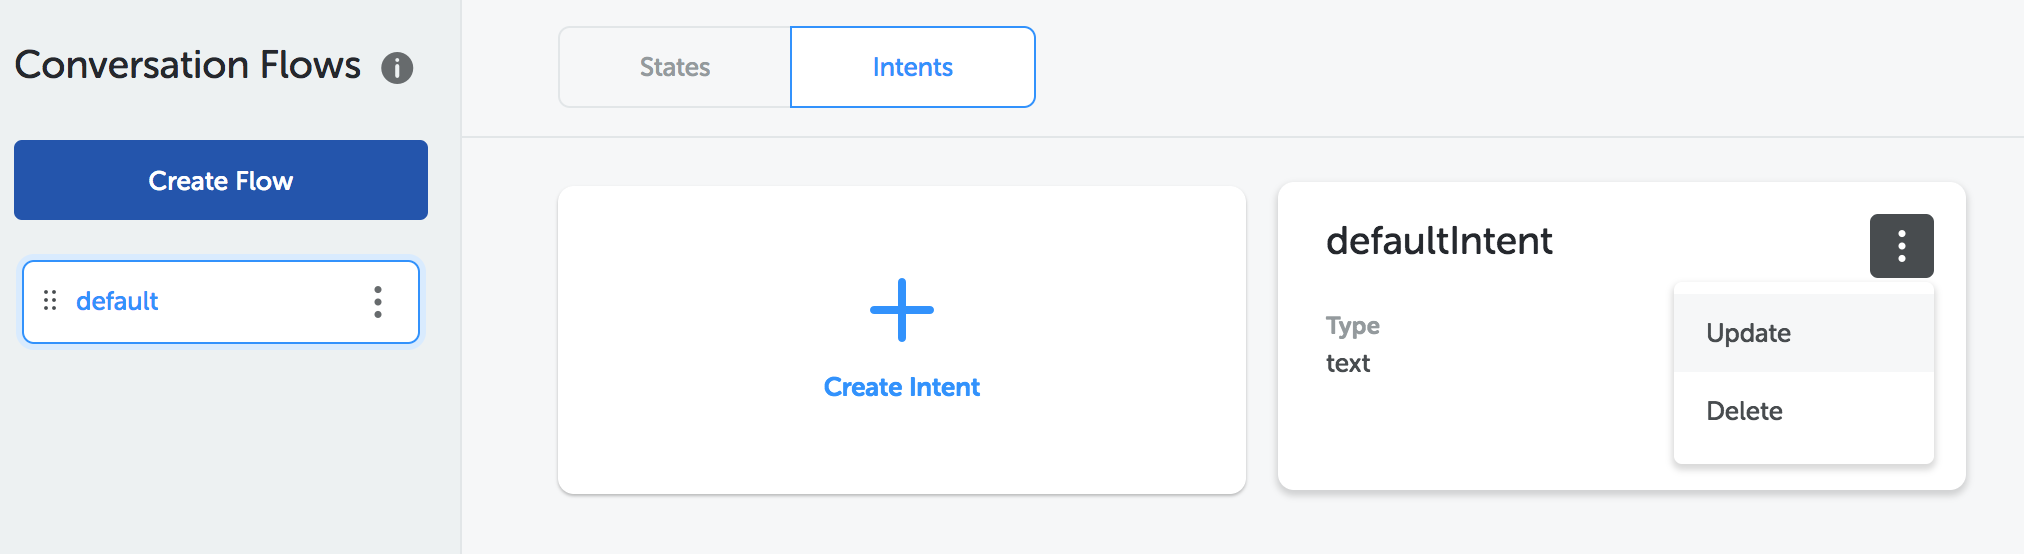 Conversation Flows
Create Flow
default
States
Intents
Create Intent
defaultIntent
Type
text
Update
Delete